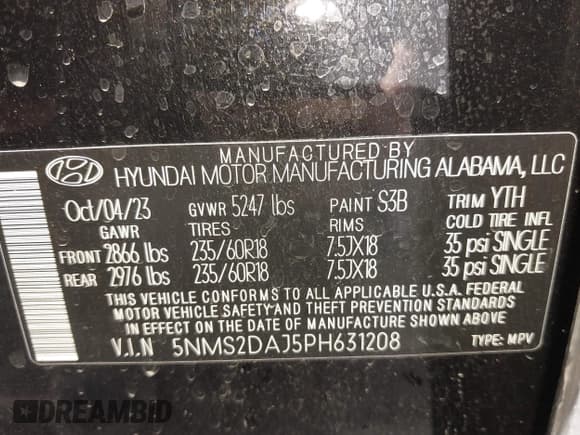 MANUFACTURED BY
HYUNDAI MOTOR MANUFACTURING ALABAMA, LLC
Oct/04/23 GVWR 5247 lbs PAINT S3B TRIM YTH
GAWR TIRES RIMS COLD TIRE INFL
FRONT 2866 lbs 235/60R18 7.5JX18 35 psi SINGLE
REAR 2976 lbs 235/60R18 7.5JX18 35 psi SINGLE
THIS VEHICLE CONFORMS TO ALL APPLICABLE U.S.A. FEDERAL
MOTOR VEHICLE SAFETY AND THEFT PREVENTION STANDARDS
IN EFFECT ON THE DATE OF MANUFACTURE SHOWN ABOVE.
V.I.N 5NMS2DAJ5PH631208 TYPE: MPV
DREAMBID